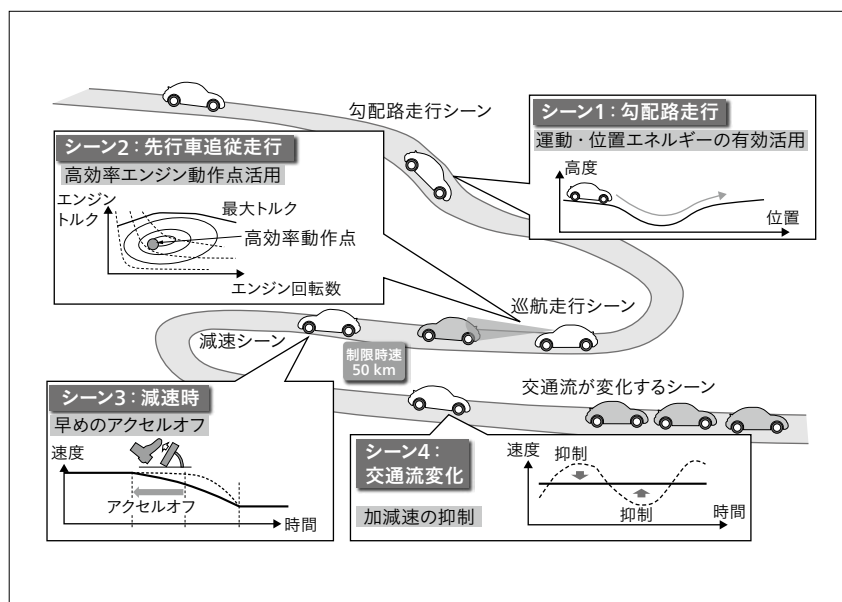 勾配路走行シーン
シーン1：勾配路走行
運動・位置エネルギーの有効活用
高度
位置
シーン2：先行車追従走行
高効率エンジン動作点活用
エンジン
トルク
最大トルク
高効率動作点
エンジン回転数
巡航走行シーン
減速シーン
制限時速
50 km
交通流が変化するシーン
シーン3：減速時
早めのアクセルオフ
速度
アクセルオフ
時間
シーン4：
交通流変化
加減速の抑制
速度
抑制
抑制
時間